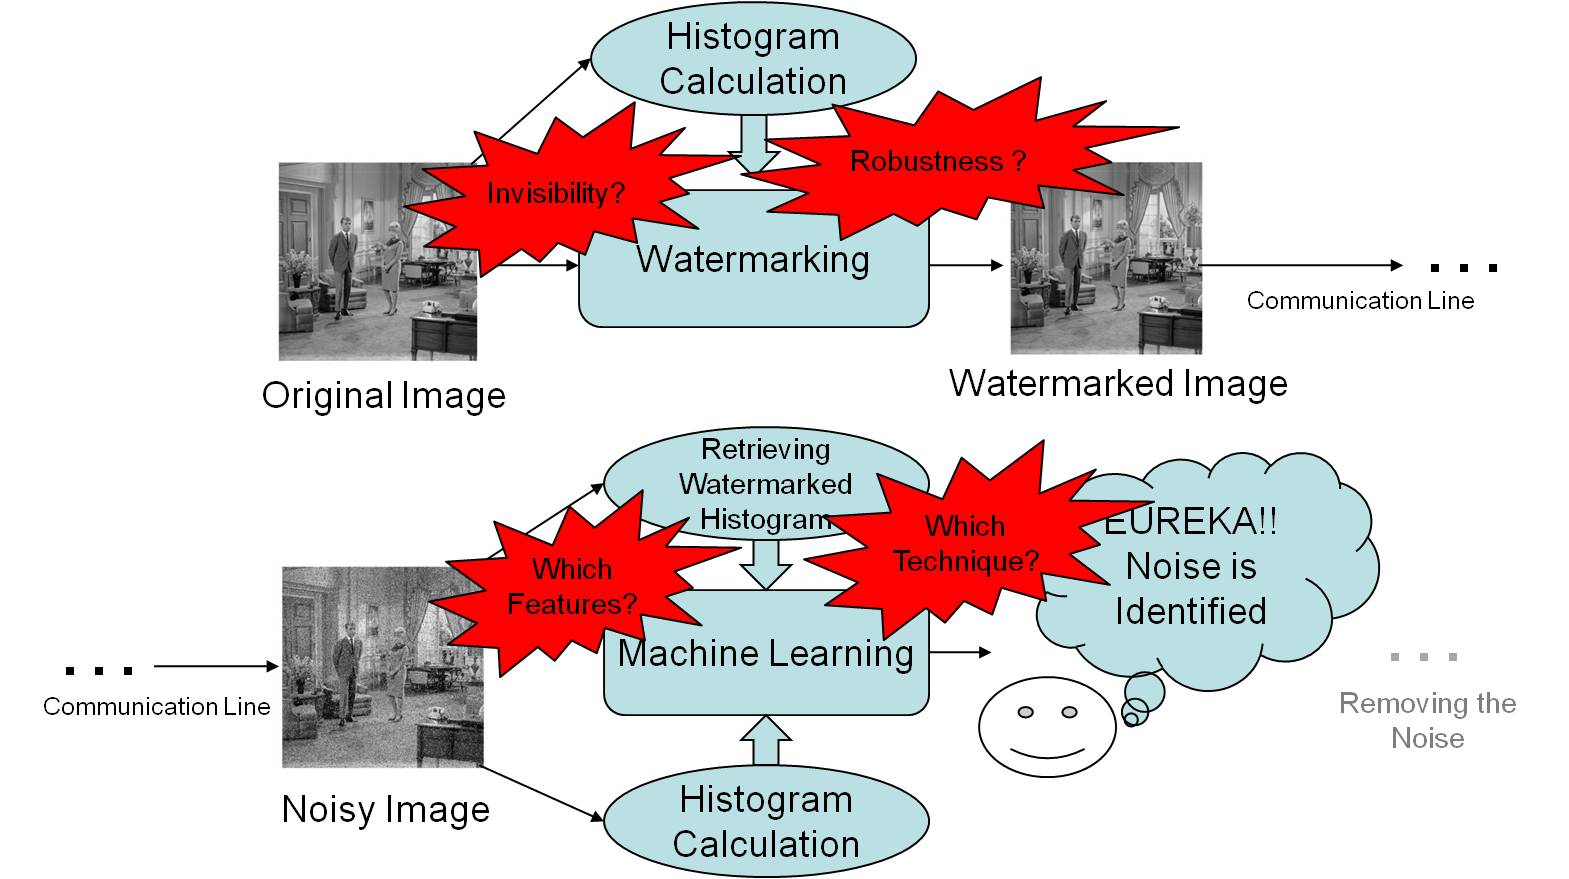 Histogram
Calculation
Invisibility?
Robustness ?
Watermarking
. . .
Communication Line
Original Image
Watermarked Image
Retrieving
Watermarked
Histogram
Which
Features?
Which
Technique?
EUREKA!!
Noise is
Identified
Machine Learning
. . .
Communication Line
. . .
Removing the
Noise
Noisy Image
Histogram
Calculation